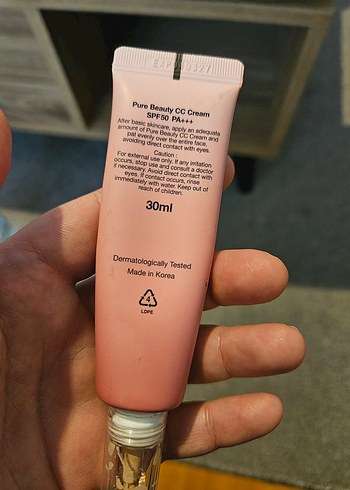 Pure Beauty CC Cream
SPF50 PA+++
After basic skincare, apply an adequate
amount of Pure Beauty CC Cream and
pat evenly over the entire face,
avoiding direct contact with eyes.
Caution :
For external use only. If any irritation
occurs, stop use and consult a doctor
if necessary. Avoid direct contact with
eyes. If contact occurs, rinse
immediately with water. Keep out of
reach of children.
30ml
Dermatologically Tested
Made in Korea
4
LDPE